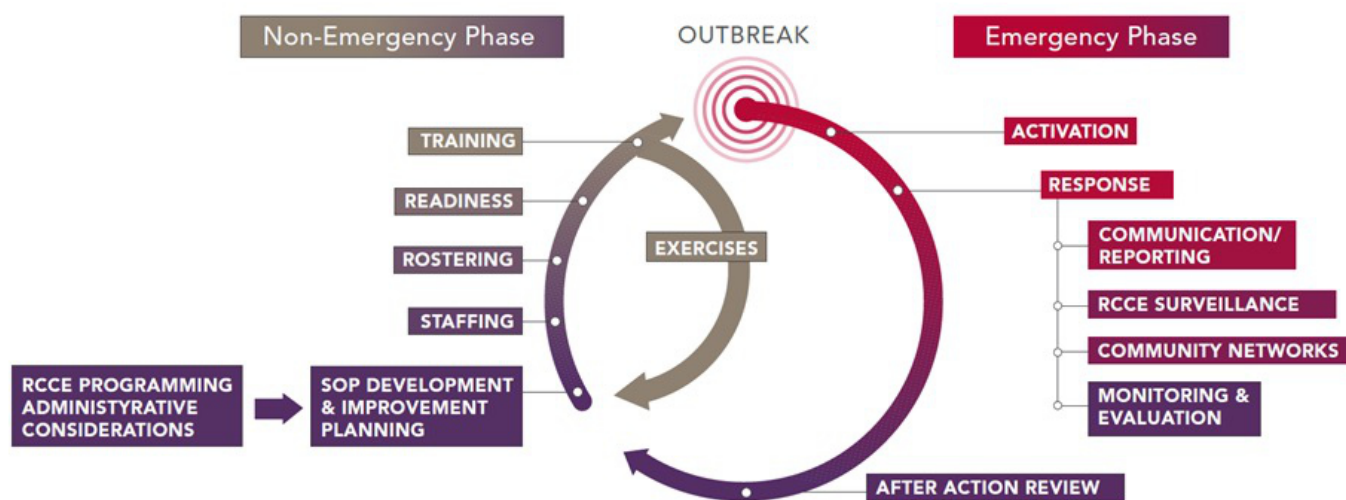 Non-Emergency Phase
OUTBREAK
Emergency Phase
TRAINING
READINESS
ROSTERING
STAFFING
RCCE PROGRAMMING
ADMINISTYRATIVE
CONSIDERATIONS
SOP DEVELOPMENT
& IMPROVEMENT
PLANNING
EXERCISES
ACTIVATION
RESPONSE
COMMUNICATION/
REPORTING
RCCE SURVEILLANCE
COMMUNITY NETWORKS
MONITORING &
EVALUATION
AFTER ACTION REVIEW